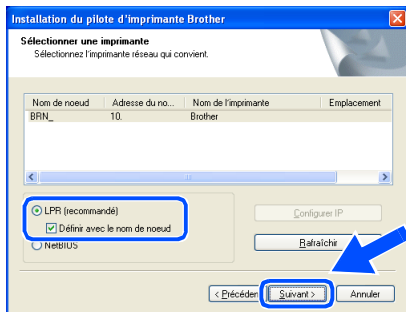 Installation du pilote d'imprimante Brother
Sélectionner une imprimante
Sélectionnez l'imprimante réseau qui convient.
Nom de noeud Adresse du no... Nom de l'imprimante Emplacement
BRN_ 10. Brother
LPR (recommandé)
Définir avec le nom de noeud
NetBIOS
Configurer IP
Rafraîchir
< Précéden Suivant > Annuler